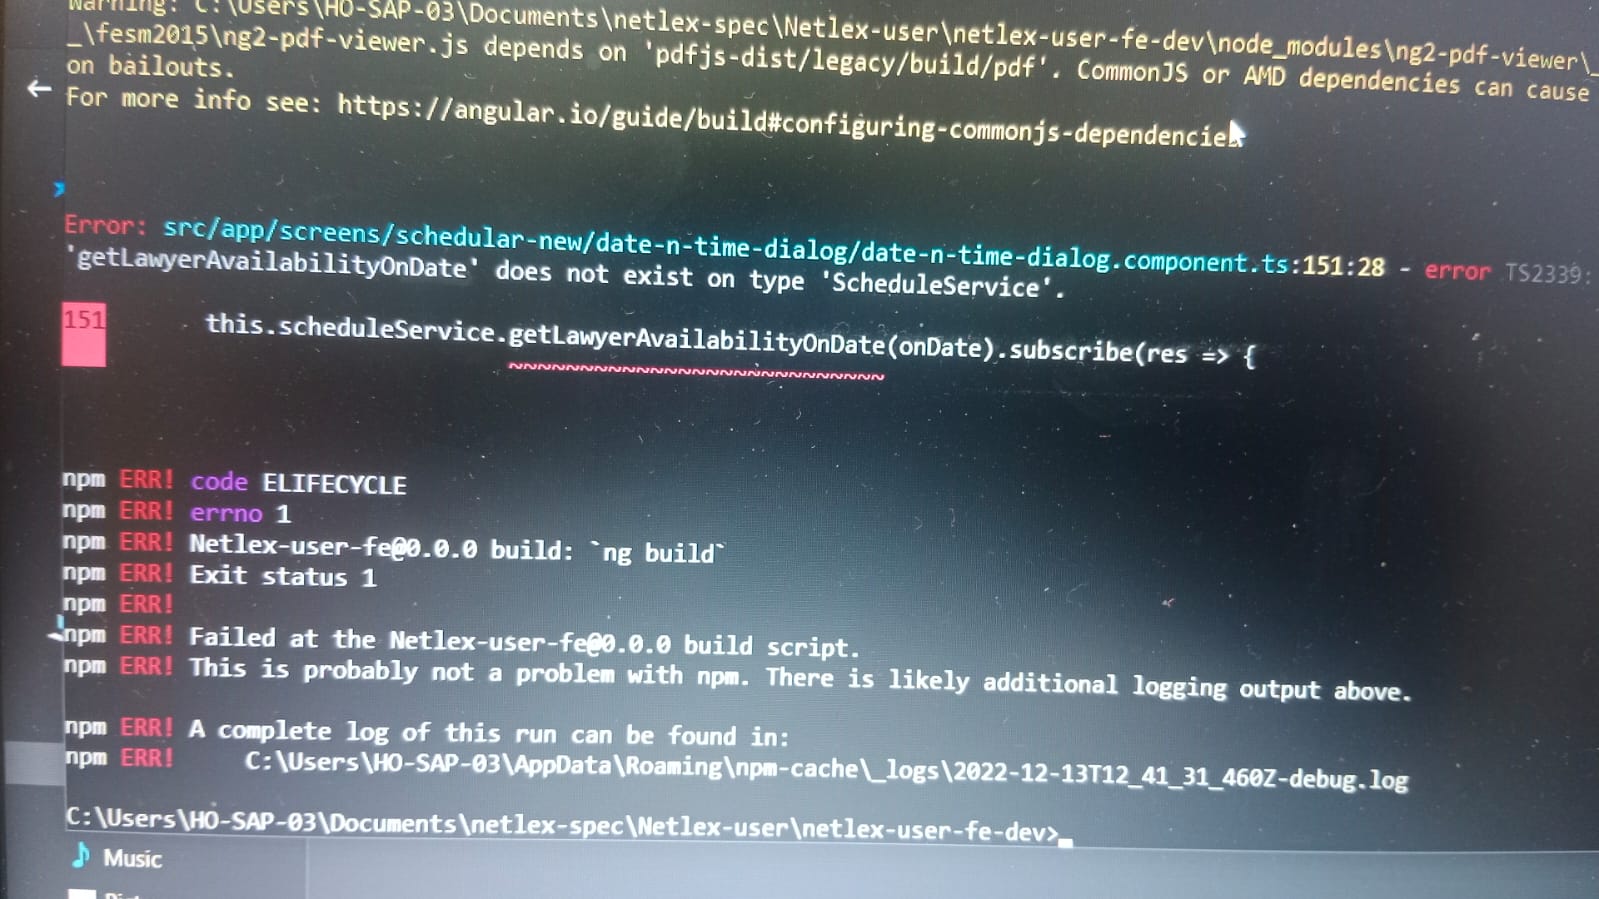 Warning: C:\Users\HO-SAP-03\Documents\netlex-spec\Netlex-user\netlex-user-fe-dev\node_modules\ng2-pdf-viewer\_
_\fesm2015\ng2-pdf-viewer.js depends on 'pdfjs-dist/legacy/build/pdf'. CommonJS or AMD dependencies can cause
on bailouts.
For more info see: https://angular.io/guide/build#configuring-commonjs-dependencies
Error: src/app/screens/schedular-new/date-n-time-dialog/date-n-time-dialog.component.ts:151:28 - error TS2339:
'getLawyerAvailabilityOnDate' does not exist on type 'ScheduleService'.
151 this.scheduleService.getLawyerAvailabilityOnDate(onDate).subscribe(res => {
npm ERR! code ELIFECYCLE
npm ERR! errno 1
npm ERR! Netlex-user-fe@0.0.0 build: `ng build`
npm ERR! Exit status 1
npm ERR!
npm ERR! Failed at the Netlex-user-fe@0.0.0 build script.
npm ERR! This is probably not a problem with npm. There is likely additional logging output above.
npm ERR! A complete log of this run can be found in:
npm ERR! C:\Users\HO-SAP-03\AppData\Roaming\npm-cache\_logs\2022-12-13T12_41_31_460Z-debug.log
C:\Users\HO-SAP-03\Documents\netlex-spec\Netlex-user\netlex-user-fe-dev>
Music